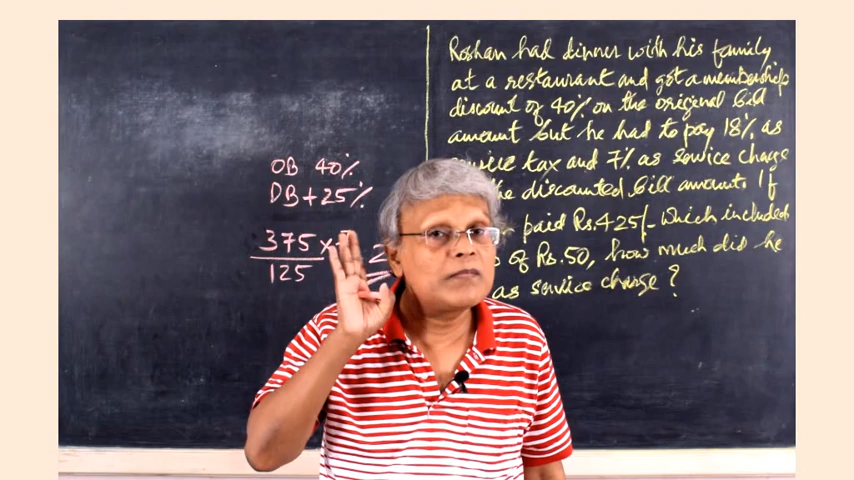 OB 40%
DB + 25%
375 ×
125
2
Roshan had dinner with his family
at a restaurant and got a membership
discount of 40% on the original bill
amount but he had to pay 18% as
tax and 7% as service charge
the discounted bill amount. If
paid Rs.425/- which included
of Rs.50, how much did he
as service charge?